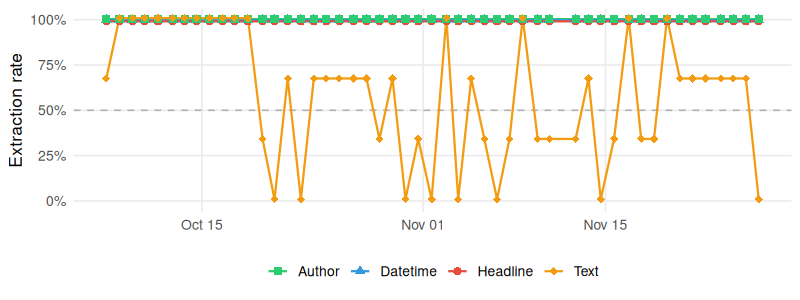 100%
75%
50%
25%
0%
Extraction rate
Oct 15
Nov 01
Nov 15
Author
Datetime
Headline
Text